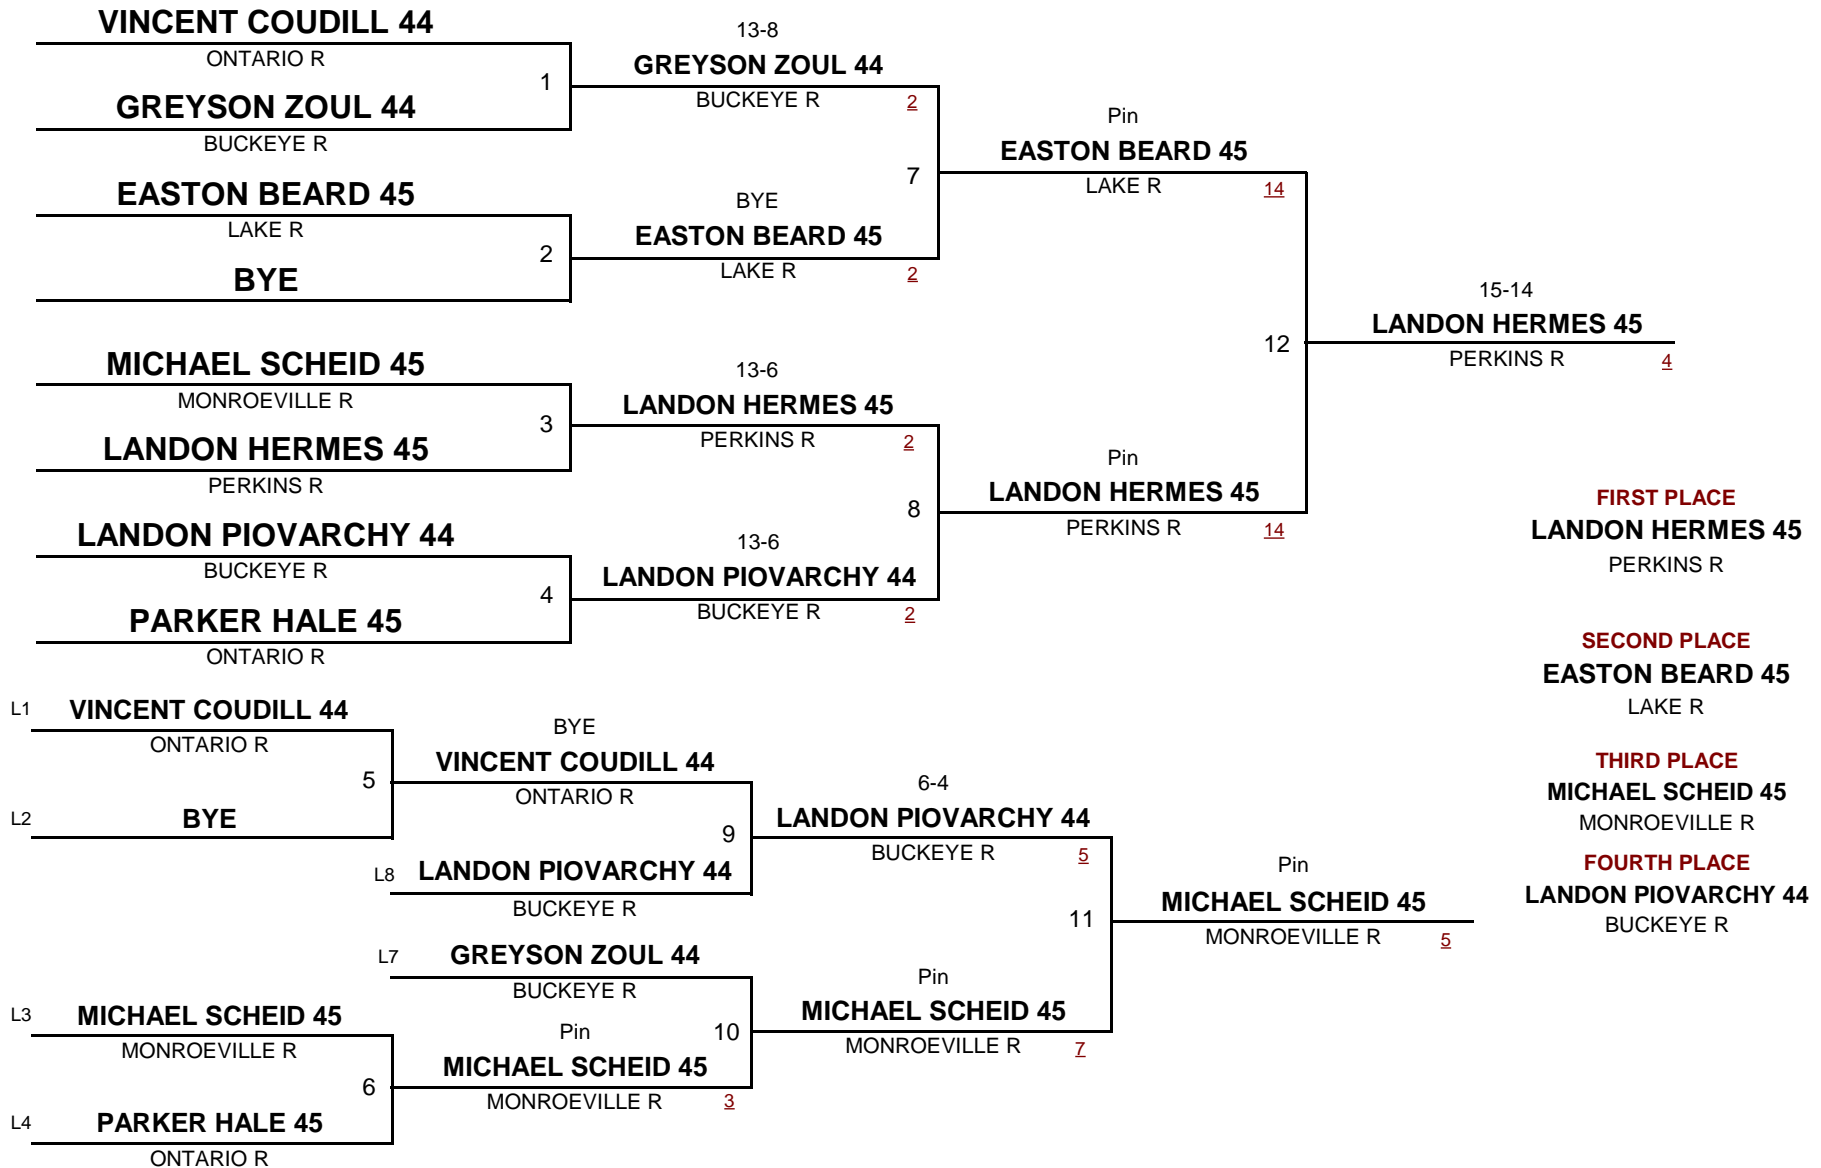 VINCENT COUDILL 44
ONTARIO R
1
GREYSON ZOUL 44
BUCKEYE R
EASTON BEARD 45
LAKE R
2
BYE
MICHAEL SCHEID 45
MONROEVILLE R
3
LANDON HERMES 45
PERKINS R
LANDON PIOVARCHY 44
BUCKEYE R
4
PARKER HALE 45
ONTARIO R
13-8
GREYSON ZOUL 44
BUCKEYE R 2
7
BYE
EASTON BEARD 45
LAKE R 2
13-6
LANDON HERMES 45
PERKINS R 2
8
13-6
LANDON PIOVARCHY 44
BUCKEYE R 2
Pin
EASTON BEARD 45
LAKE R 14
12
Pin
LANDON HERMES 45
PERKINS R 14
15-14
LANDON HERMES 45
PERKINS R 4
L1 VINCENT COUDILL 44
ONTARIO R
5
L2 BYE
L3 MICHAEL SCHEID 45
MONROEVILLE R
6
L4 PARKER HALE 45
ONTARIO R
BYE
VINCENT COUDILL 44
ONTARIO R
9
L8 LANDON PIOVARCHY 44
BUCKEYE R
L7 GREYSON ZOUL 44
BUCKEYE R
10
Pin
MICHAEL SCHEID 45
MONROEVILLE R 3
6-4
LANDON PIOVARCHY 44
BUCKEYE R 5
11
Pin
MICHAEL SCHEID 45
MONROEVILLE R 7
Pin
MICHAEL SCHEID 45
MONROEVILLE R 5
FIRST PLACE
LANDON HERMES 45
PERKINS R
SECOND PLACE
EASTON BEARD 45
LAKE R
THIRD PLACE
MICHAEL SCHEID 45
MONROEVILLE R
FOURTH PLACE
LANDON PIOVARCHY 44
BUCKEYE R